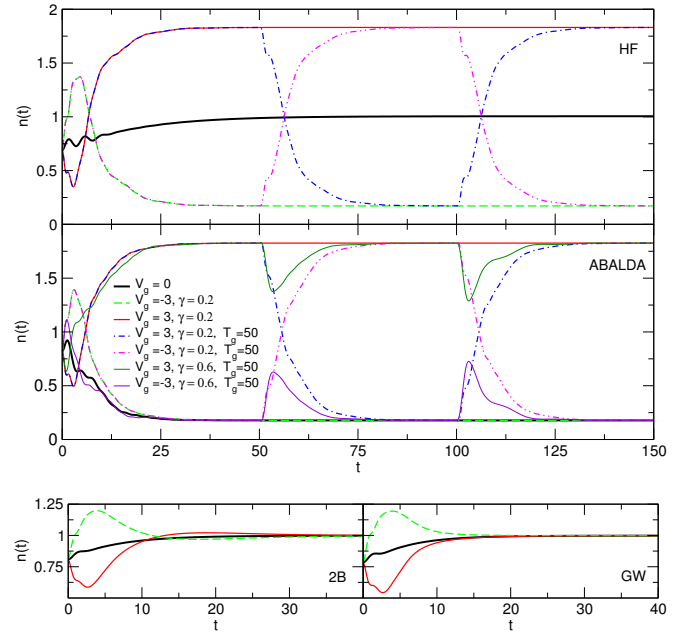 2
HF
1.5
n(t)
1
0.5
0
ABALDA
1.5
V_g = 0
V_g =-3, γ = 0.2
n(t)
1
V_g = 3, γ = 0.2
V_g = 3, γ = 0.2, T_g =50
V_g =-3, γ = 0.2, T_g =50
0.5
V_g = 3, γ = 0.6, T_g =50
V_g =-3, γ = 0.6, T_g =50
0
0 25 50 75 100 125 150
t
1.25
n(t)
1
0.75
2B GW
0 10 20 30 0 10 20 30 40
t t